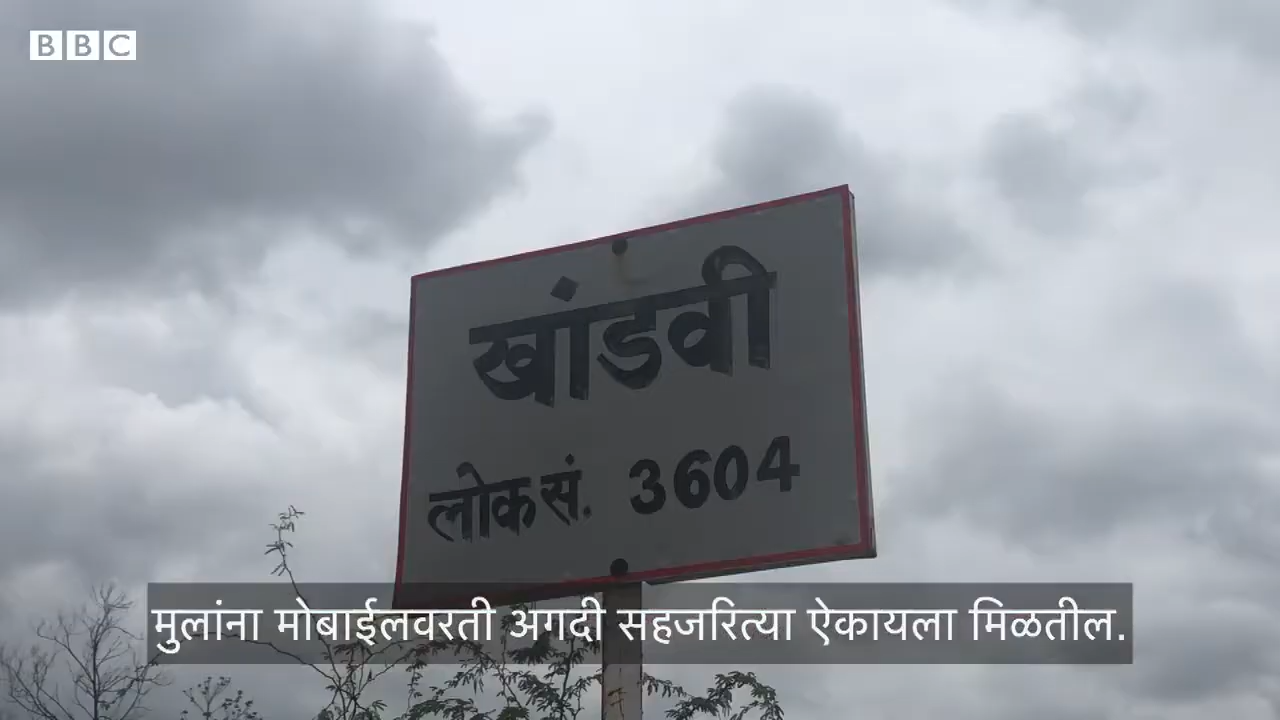 BBC
खांडवी
लोकसं. 3604
मुलांना मोबाईलवरती अगदी सहजरित्या ऐकायला मिळतील.